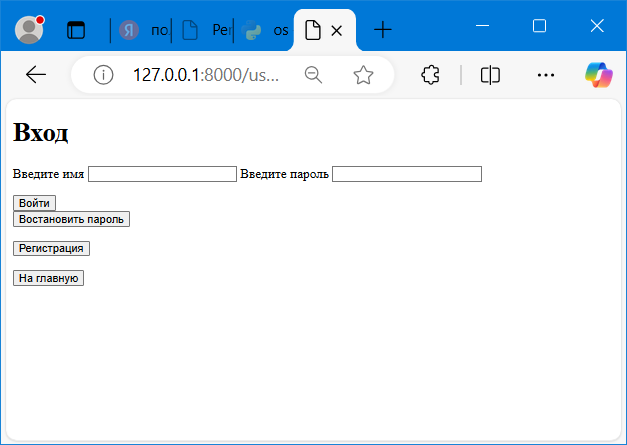 по
Per
os
127.0.0.1:8000/us...
Вход
Введите имя Введите пароль
Войти
Востановить пароль
Регистрация
На главную